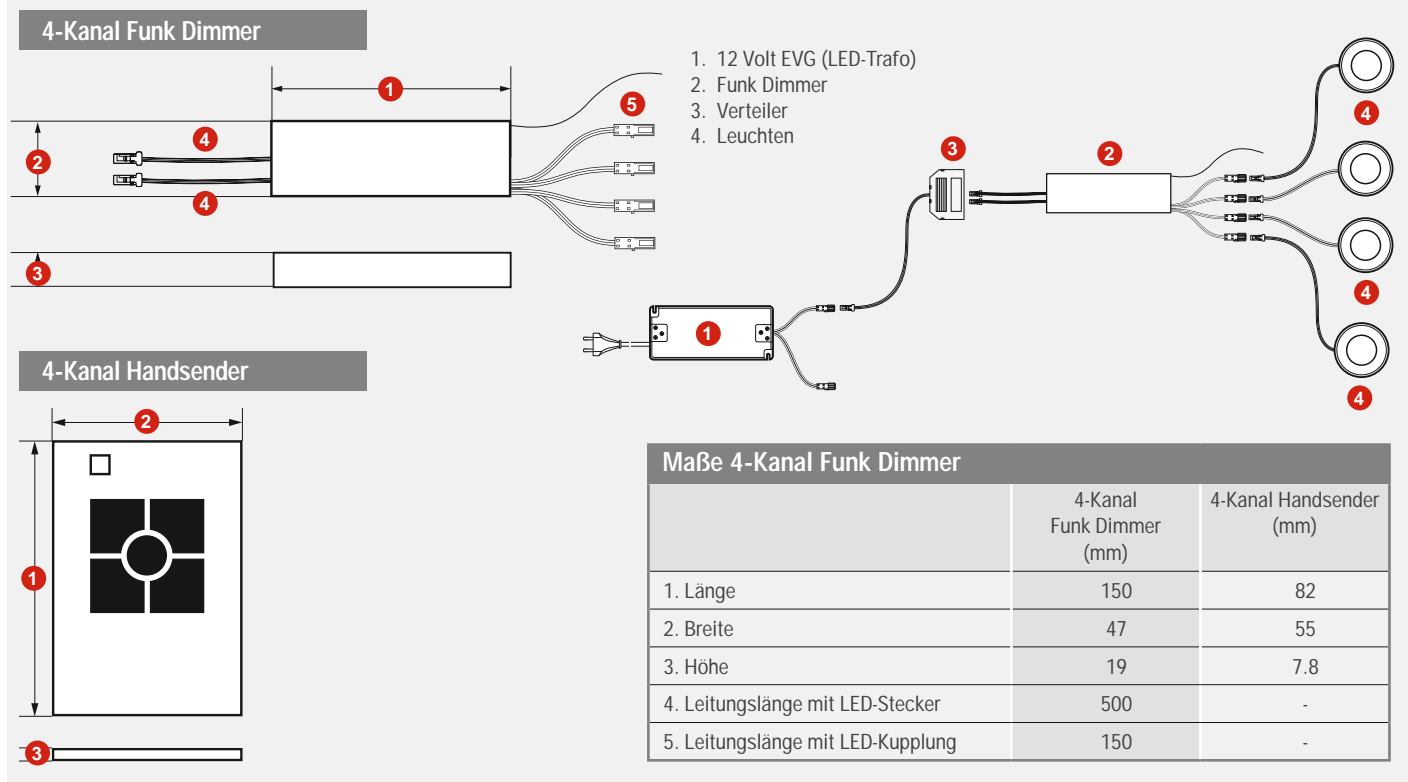 4-Kanal Funk Dimmer
1
2
3
4
4
5
1. 12 Volt EVG (LED-Trafo)
2. Funk Dimmer
3. Verteiler
4. Leuchten
1
2
3
4
4
4
4
4-Kanal Handsender
1
2
3
Maße 4-Kanal Funk Dimmer
4-Kanal Funk Dimmer (mm) 4-Kanal Handsender (mm)
1. Länge 150 82
2. Breite 47 55
3. Höhe 19 7.8
4. Leitungslänge mit LED-Stecker 500 -
5. Leitungslänge mit LED-Kupplung 150 -